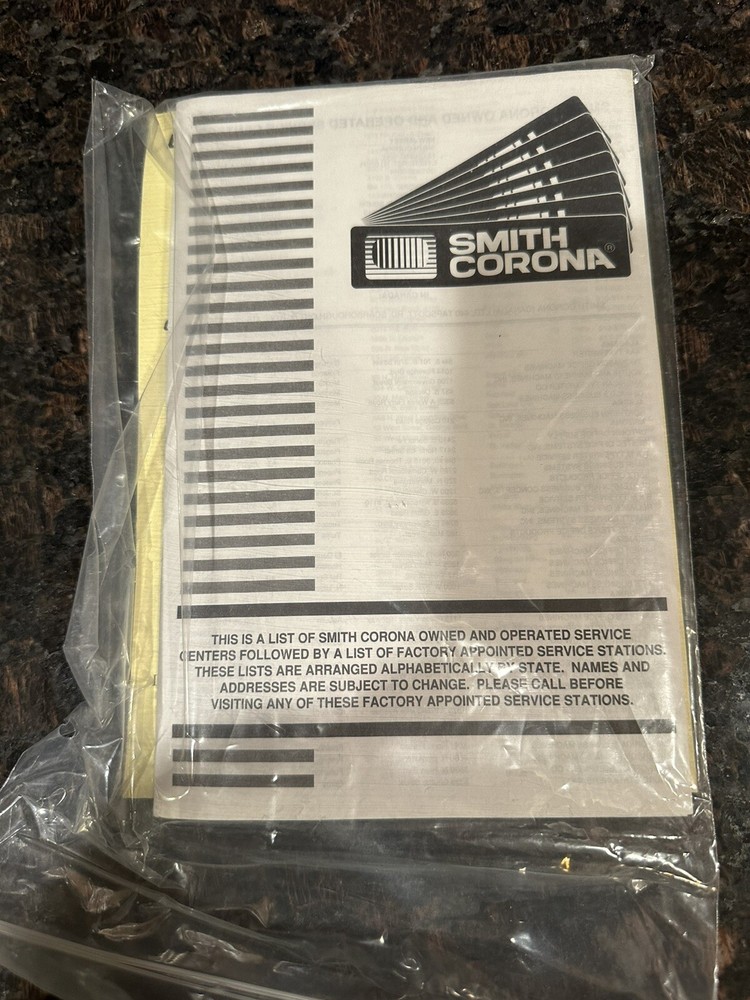 SMITH
CORONA®
THIS IS A LIST OF SMITH CORONA OWNED AND OPERATED SERVICE
CENTERS FOLLOWED BY A LIST OF FACTORY APPOINTED SERVICE STATIONS.
THESE LISTS ARE ARRANGED ALPHABETICALLY BY STATE. NAMES AND
ADDRESSES ARE SUBJECT TO CHANGE. PLEASE CALL BEFORE
VISITING ANY OF THESE FACTORY APPOINTED SERVICE STATIONS.